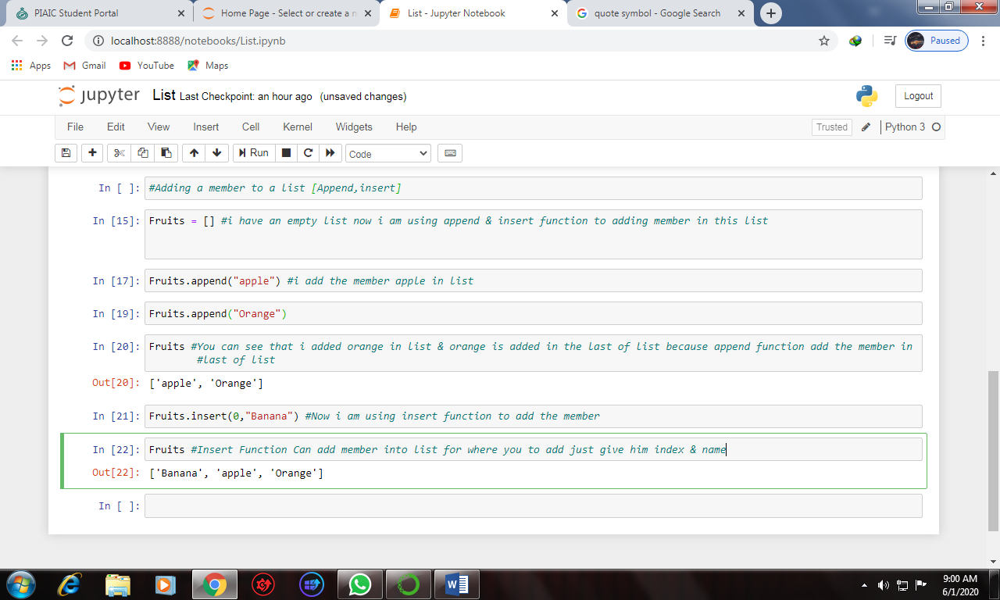 PIAIC Student Portal
Home Page - Select or create a n
List - Jupyter Notebook
quote symbol - Google Search
localhost:8888/notebooks/List.ipynb
Paused
Apps Gmail YouTube Maps
jupyter List Last Checkpoint: an hour ago (unsaved changes)
Logout
File Edit View Insert Cell Kernel Widgets Help
Trusted
Python 3
Run
Code
In [ ]: #Adding a member to a list [Append,insert]
In [15]: Fruits = [] #i have an empty list now i am using append & insert function to adding member in this list
In [17]: Fruits.append("apple") #i add the member apple in list
In [19]: Fruits.append("Orange")
In [20]: Fruits #You can see that i added orange in list & orange is added in the last of list because append function add the member in
#last of list
Out[20]: ['apple', 'Orange']
In [21]: Fruits.insert(0,"Banana") #Now i am using insert function to add the member
In [22]: Fruits #Insert Function Can add member into list for where you to add just give him index & name
Out[22]: ['Banana', 'apple', 'Orange']
In [ ]:
9:00 AM
6/1/2020